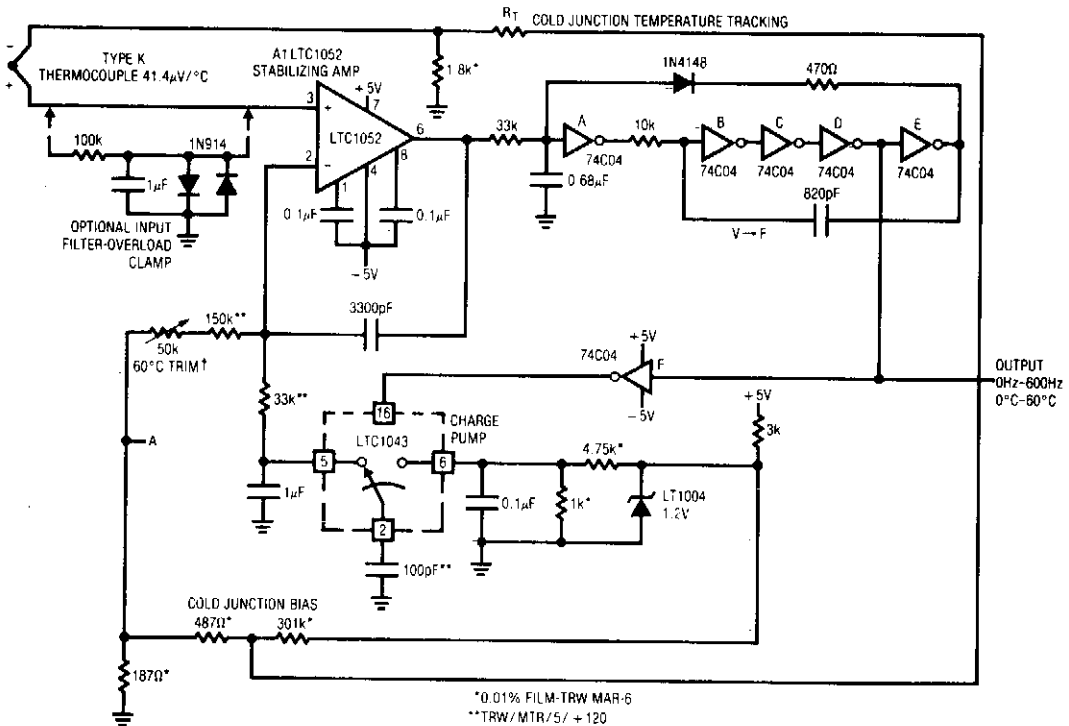 R_T COLD JUNCTION TEMPERATURE TRACKING
-
TYPE K
THERMOCOUPLE 41.4µV/°C
+
A1 LTC1052
STABILIZING AMP
1.8k*
1N4148
470Ω
+5V
3
7
+
LTC1052
6
8
2
-
1
4
33k
A
10k
B
C
D
E
74C04
74C04
74C04
74C04
74C04
100k
1N914
1µF
OPTIONAL INPUT
FILTER-OVERLOAD
CLAMP
0.1µF
0.1µF
-5V
0.68µF
820pF
V→F
3300pF
150k**
50k
60°C TRIM†
74C04
+5V
F
-5V
OUTPUT
0Hz-600Hz
0°C-60°C
33k**
16
CHARGE
PUMP
+5V
3k
A
LTC1043
5
6
4.75k*
1µF
2
0.1µF
1k*
LT1004
1.2V
100pF**
COLD JUNCTION BIAS
487Ω*
301k*
187Ω*
*0.01% FILM-TRW MAR-6
**TRW/MTR/5/+120